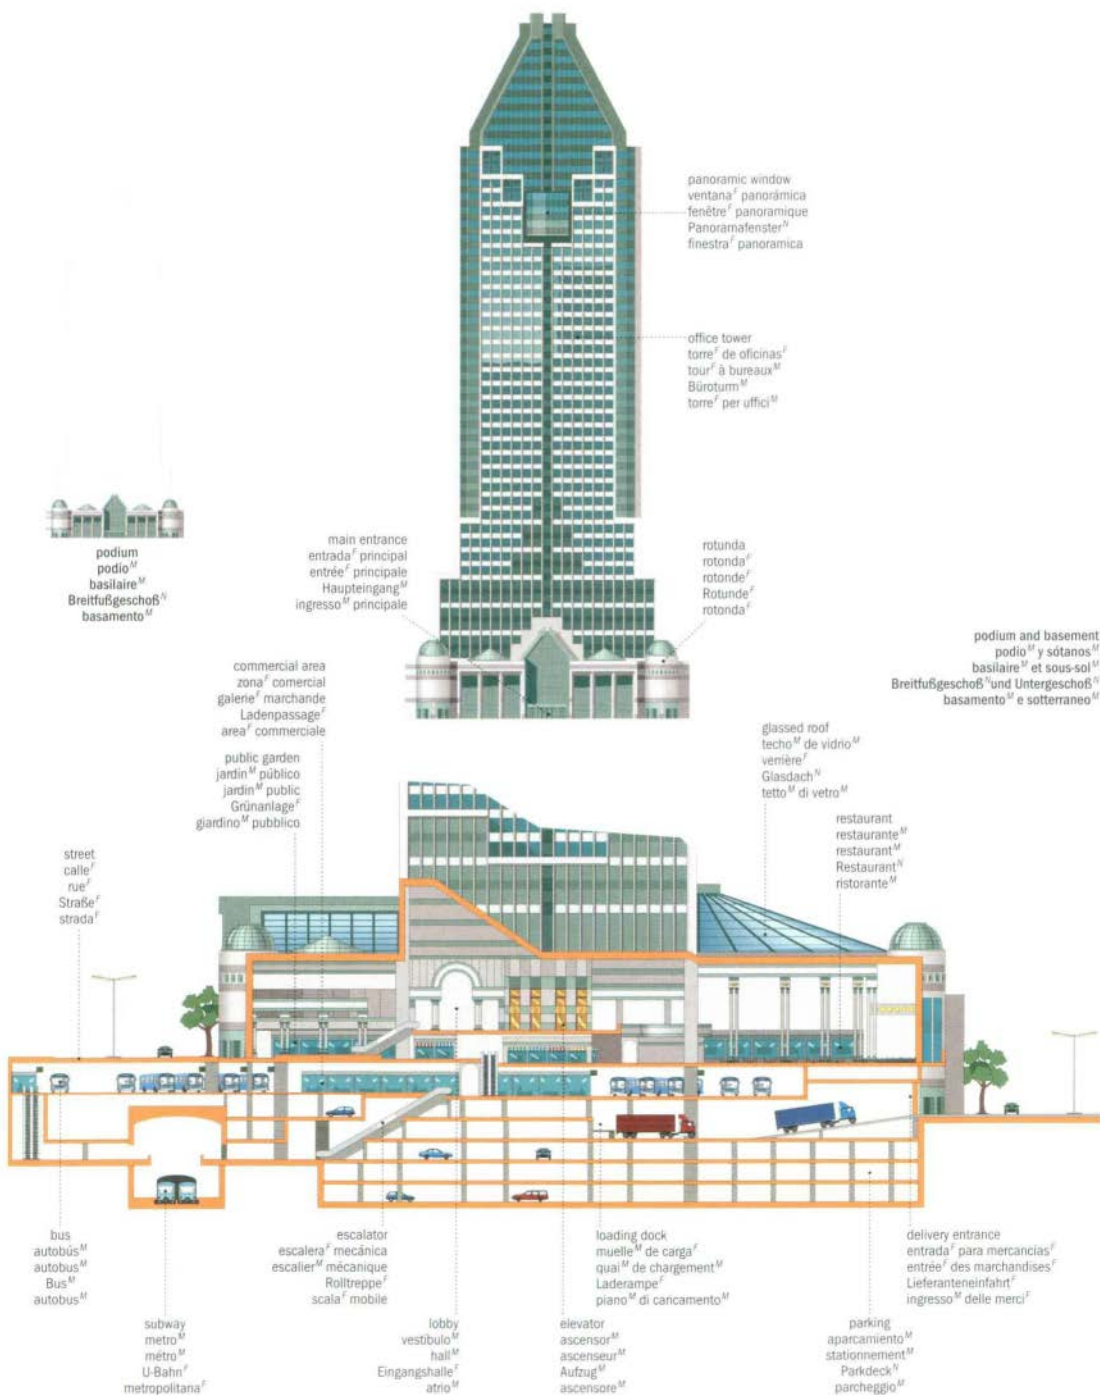 panoramic window
ventana^F panorámica
fenêtre^F panoramique
Panoramafenster^N
finestra^F panoramica
office tower
torre^F de oficinas^F
tour^F à bureaux^M
Büroturm^M
torre^F per uffici^M
podium
podio^M
basilaire^M
Breitfußgeschoß^N
basamento^M
main entrance
entrada^F principal
entrée^F principale
Haupteingang^M
ingresso^M principale
rotunda
rotonda^F
rotonde^F
Rotunde^F
rotonda^F
podium and basement
podio^M y sótanos^M
basilaire^M et sous-sol^M
Breitfußgeschoß^N und Untergeschoß^N
basamento^M e sotterraneo^M
commercial area
zona^F comercial
galerie^F marchande
Ladenpassage^F
area^F commerciale
public garden
jardín^M público
jardin^M public
Grünanlage^F
giardino^M pubblico
glassed roof
techo^M de vidrio^M
verrière^F
Glasdach^N
tetto^M di vetro^M
restaurant
restaurante^M
restaurant^M
Restaurant^N
ristorante^M
street
calle^F
rue^F
Straße^F
strada^F
bus
autobús^M
autobus^M
Bus^M
autobus^M
escalator
escalera^F mecánica
escalier^M mécanique
Rolltreppe^F
scala^F mobile
loading dock
muelle^M de carga^F
quai^M de chargement^M
Laderampe^F
piano^M di caricamento^M
delivery entrance
entrada^F para mercancías^F
entrée^F des marchandises^F
Lieferanteneinfahrt^F
ingresso^M delle merci^F
subway
metro^M
métro^M
U-Bahn^F
metropolitana^F
lobby
vestíbulo^M
hall^M
Eingangshalle^F
atrio^M
elevator
ascensor^M
ascenseur^M
Aufzug^M
ascensore^M
parking
aparcamiento^M
stationnement^M
Parkdeck^N
parcheggio^M